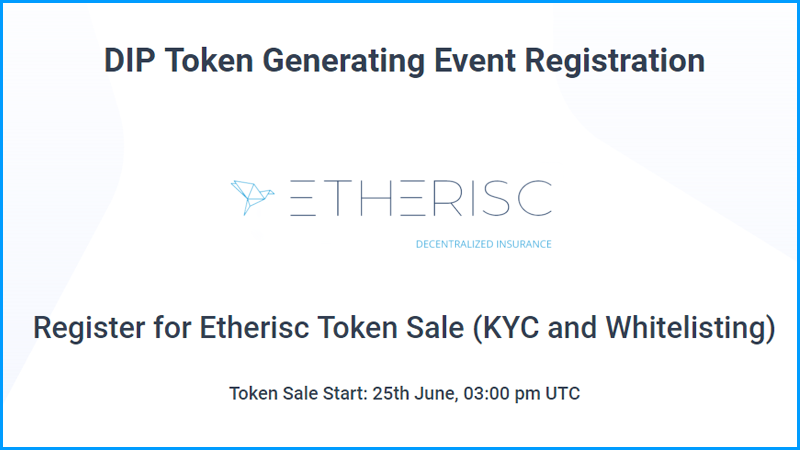 DIP Token Generating Event Registration
ETHERISC
DECENTRALIZED INSURANCE
Register for Etherisc Token Sale (KYC and Whitelisting)
Token Sale Start: 25th June, 03:00 pm UTC